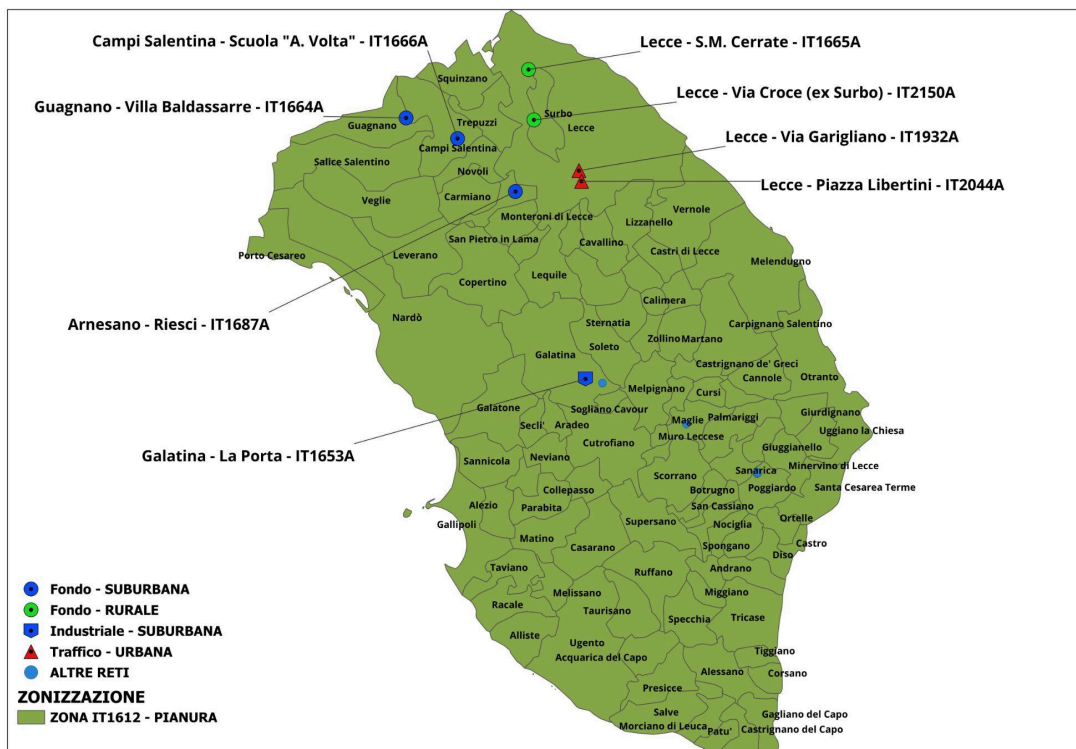 Campi Salentina - Scuola "A. Volta" - IT1666A
Lecce - S.M. Cerrate - IT1665A
Guagnano - Villa Baldassarre - IT1664A
Lecce - Via Croce (ex Surbo) - IT2150A
Lecce - Via Garigliano - IT1932A
Lecce - Piazza Libertini - IT2044A
Arnesano - Riesci - IT1687A
Galatina - La Porta - IT1653A
Squinzano
Surbo
Trepuzzi
Guagnano
Lecce
Campi Salentina
Salice Salentino
Novoli
Carmiano
Veglie
Vernole
Monteroni di Lecce
Lizzanello
San Pietro in Lama
Cavallino
Castri di Lecce
Porto Cesareo
Leverano
Melendugno
Lequile
Copertino
Calimera
Nardò
Sternatia
Carpignano Salentino
Zollino
Martano
Soleto
Galatina
Castrignano de' Greci
Cannole
Otranto
Melpignano
Cursi
Galatone
Sogliano Cavour
Giurdignano
Maglie
Palmariggi
Secli'
Aradeo
Uggiano la Chiesa
Muro Leccese
Cutrofiano
Giuggianello
Neviano
Sannicola
Minervino di Lecce
Sanarica
Scorrano
Collepasso
Botrugno
Poggiardo
Santa Cesarea Terme
Alezio
Parabita
San Cassiano
Gallipoli
Supersano
Nociglia
Ortelle
Matino
Casarano
Spongano
Castro
Diso
Taviano
Andrano
Ruffano
Melissano
Miggiano
Racale
Taurisano
Specchia
Tricase
Alliste
Ugento
Tiggiano
Acquarica del Capo
Alessano
Corsano
Presicce
Salve
Gagliano del Capo
Morciano di Leuca
Patu'
Castrignano del Capo
Fondo - SUBURBANA
Fondo - RURALE
Industriale - SUBURBANA
Traffico - URBANA
ALTRE RETI
ZONIZZAZIONE
ZONA IT1612 - PIANURA